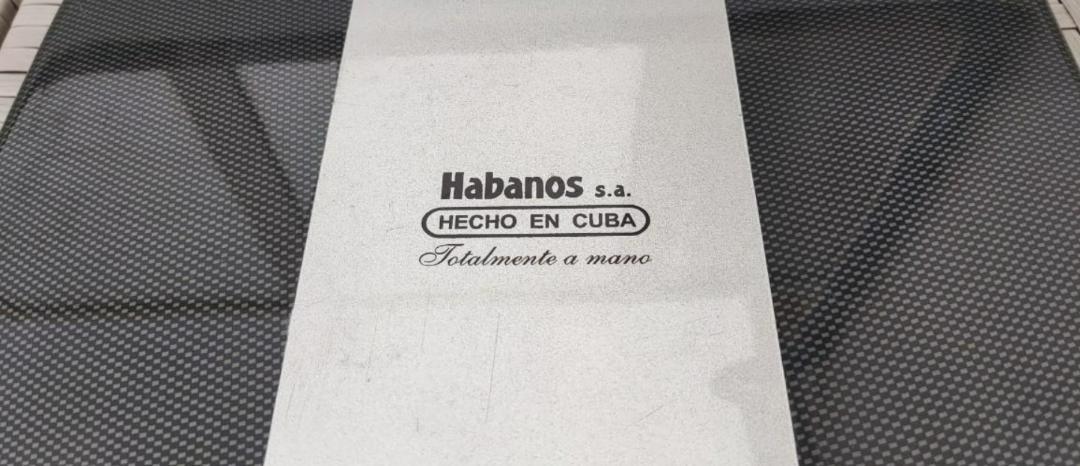 Habanos s.a.
HECHO EN CUBA
Totalmente a mano